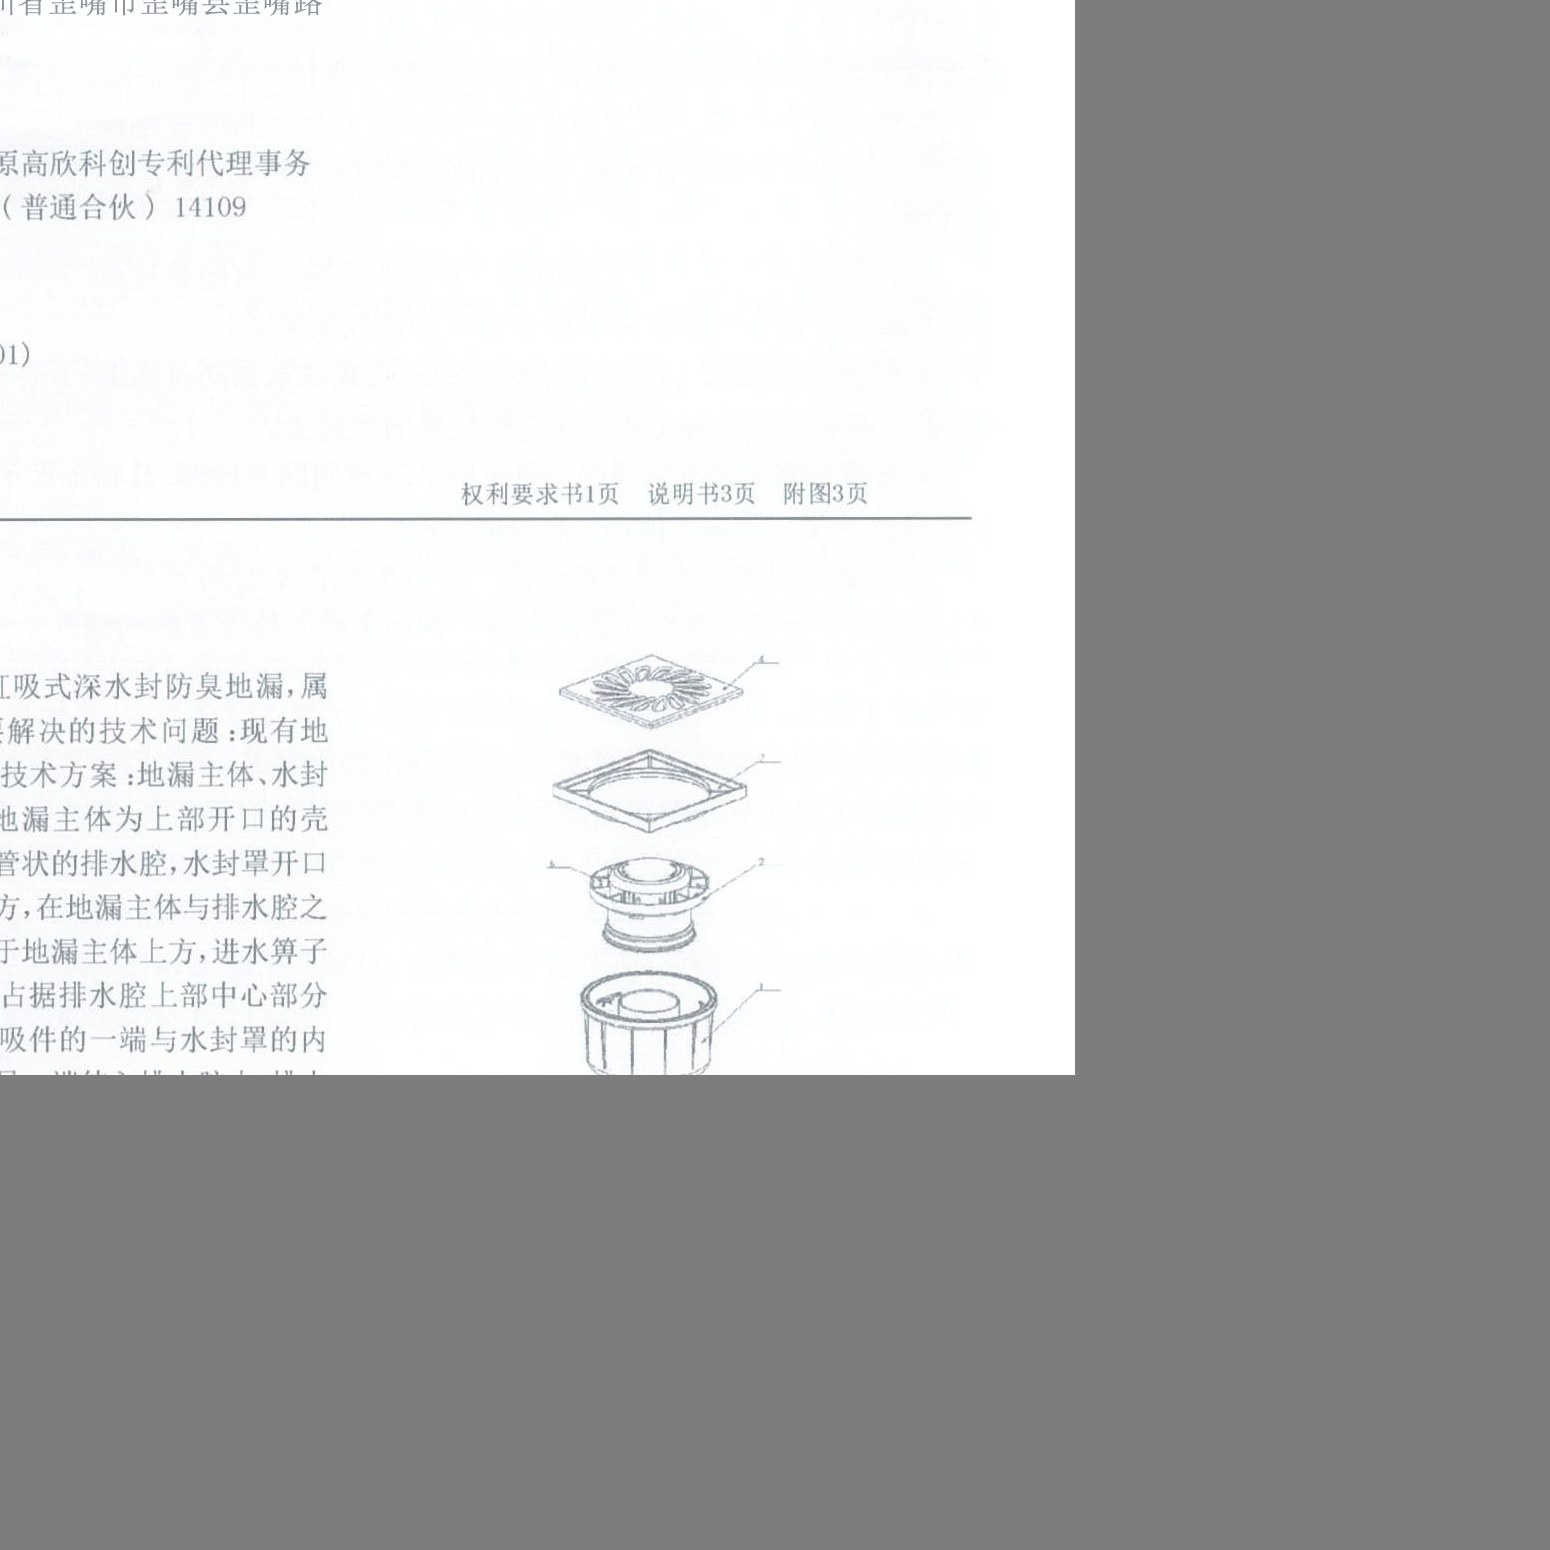 川省歪嘴市歪嘴县歪嘴路
原高欣科创专利代理事务
（普通合伙）14109
01)
权利要求书1页 说明书3页 附图3页
虹吸式深水封防臭地漏，属
要解决的技术问题：现有地
技术方案：地漏主体、水封
地漏主体为上部开口的壳
管状的排水腔，水封罩开口
方，在地漏主体与排水腔之
于地漏主体上方，进水箅子
占据排水腔上部中心部分
吸件的一端与水封罩的内
4
2
1